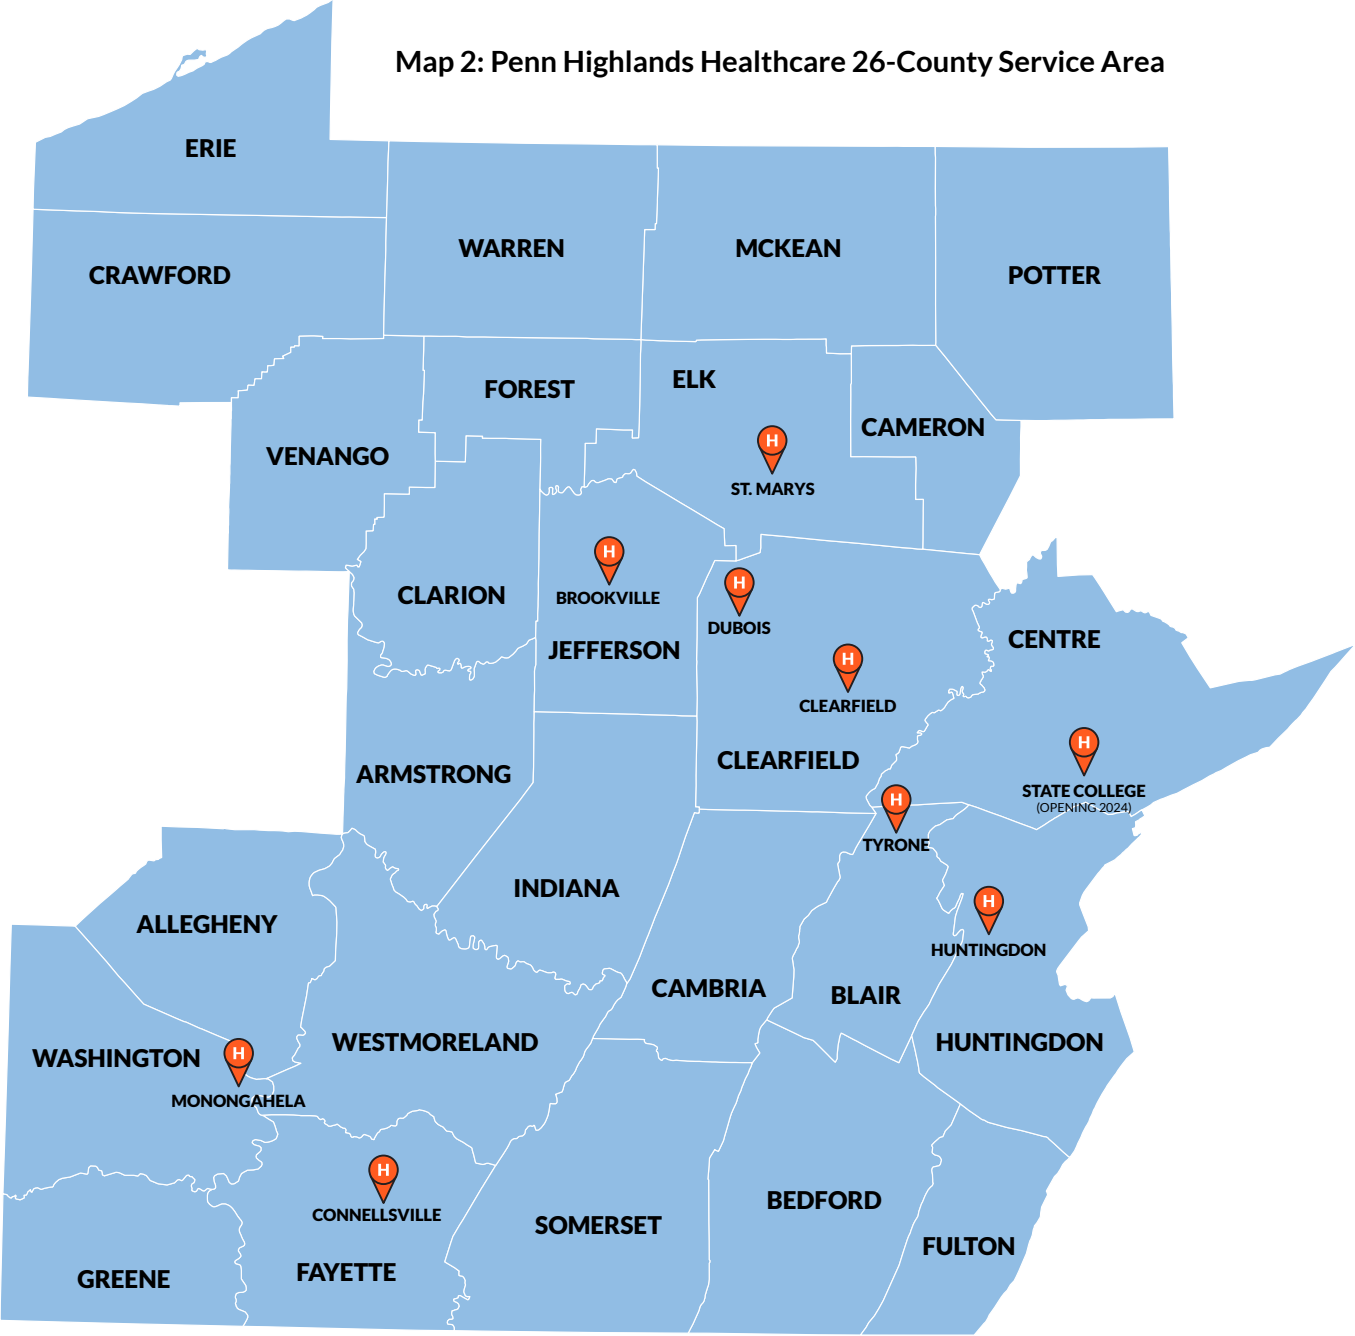 Map 2: Penn Highlands Healthcare 26-County Service Area
ERIE
WARREN
MCKEAN
CRAWFORD
POTTER
ELK
FOREST
CAMERON
H
VENANGO
ST. MARYS
H
H
CLARION
BROOKVILLE
DUBOIS
CENTRE
JEFFERSON
H
CLEARFIELD
H
CLEARFIELD
ARMSTRONG
STATE COLLEGE
(OPENING 2024)
H
TYRONE
INDIANA
H
ALLEGHENY
HUNTINGDON
CAMBRIA
BLAIR
WESTMORELAND
HUNTINGDON
WASHINGTON
H
MONONGAHELA
H
BEDFORD
CONNELLSVILLE
SOMERSET
FULTON
FAYETTE
GREENE